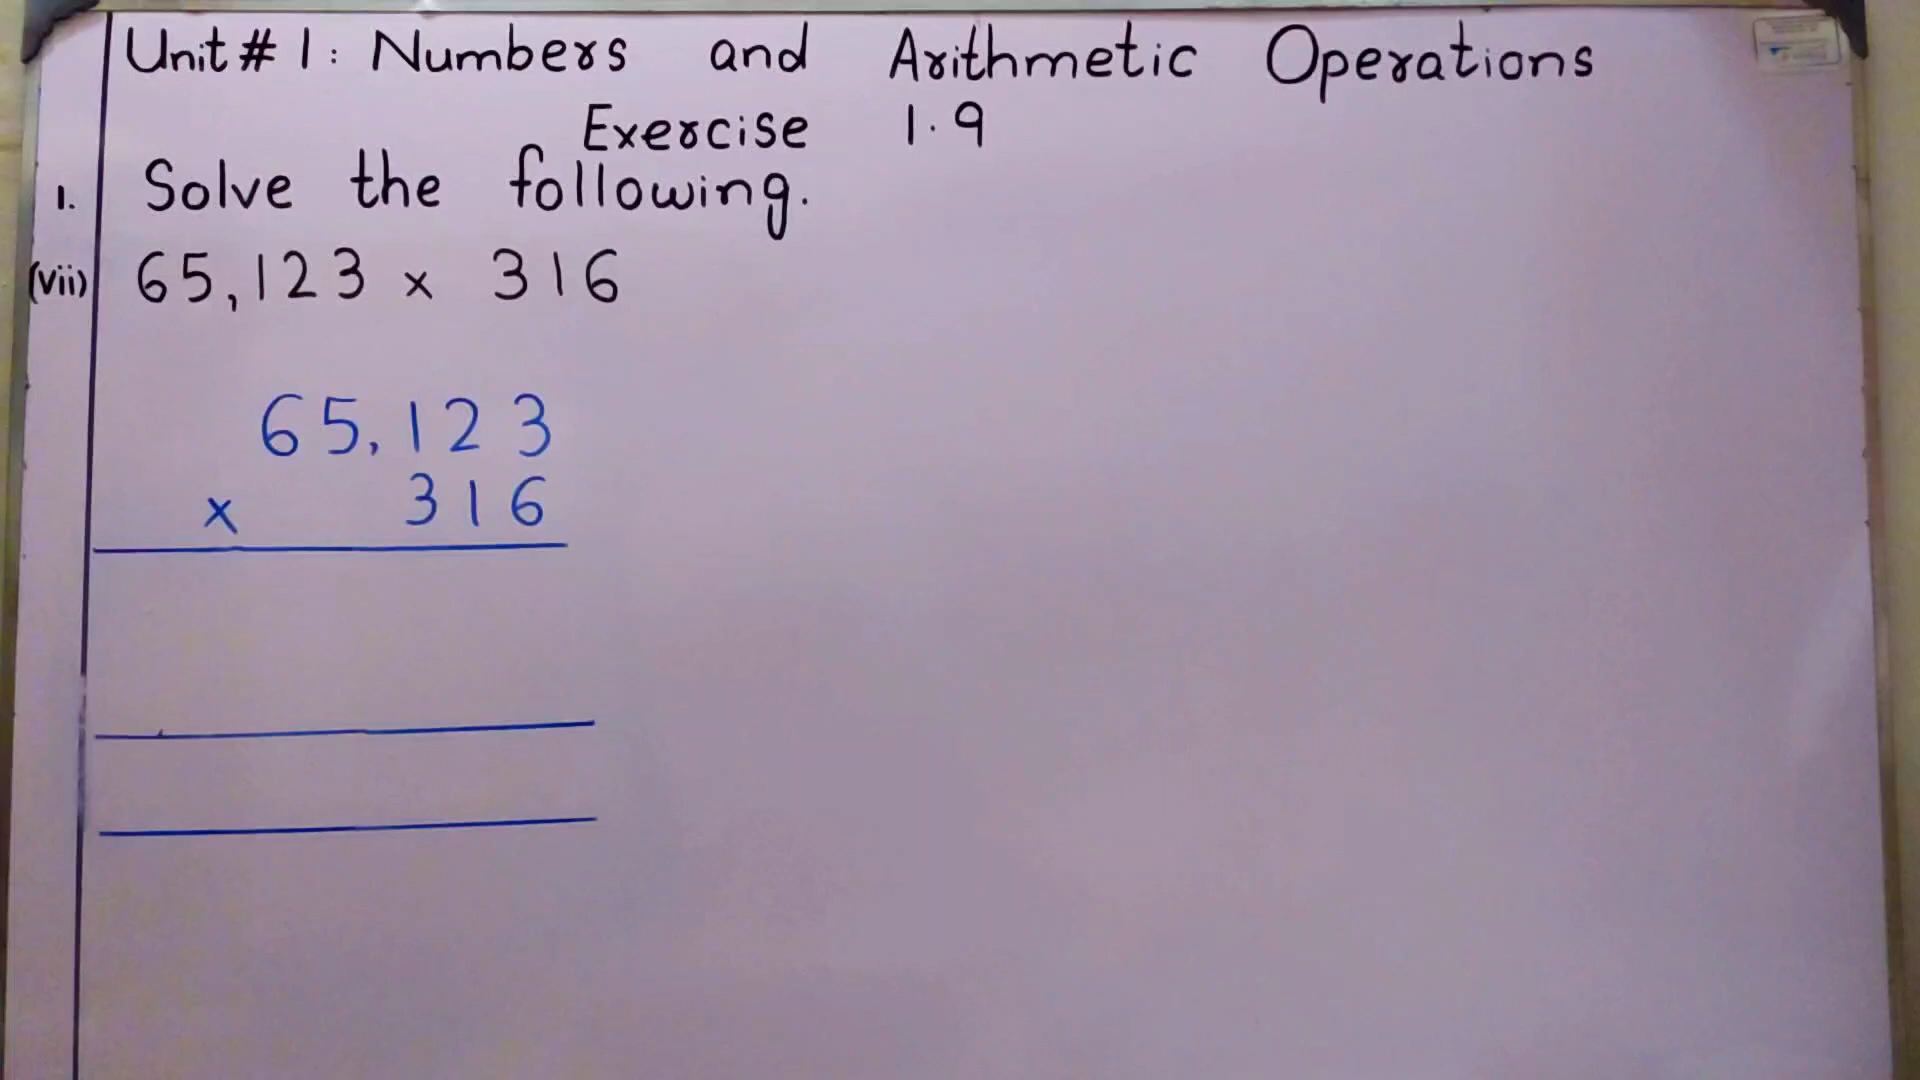 Unit # 1 : Numbers and Arithmetic Operations
Exercise 1.9
1. Solve the following.
(vii) 65,123 x 316
65,123
x 316